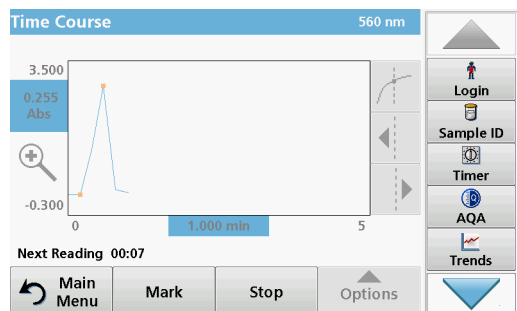 Time Course 560 nm
3.500
0.255
Abs
-0.300
0 1.000 min 5
Next Reading 00:07
Main
Menu
Mark
Stop
Options
Login
Sample ID
Timer
AQA
Trends